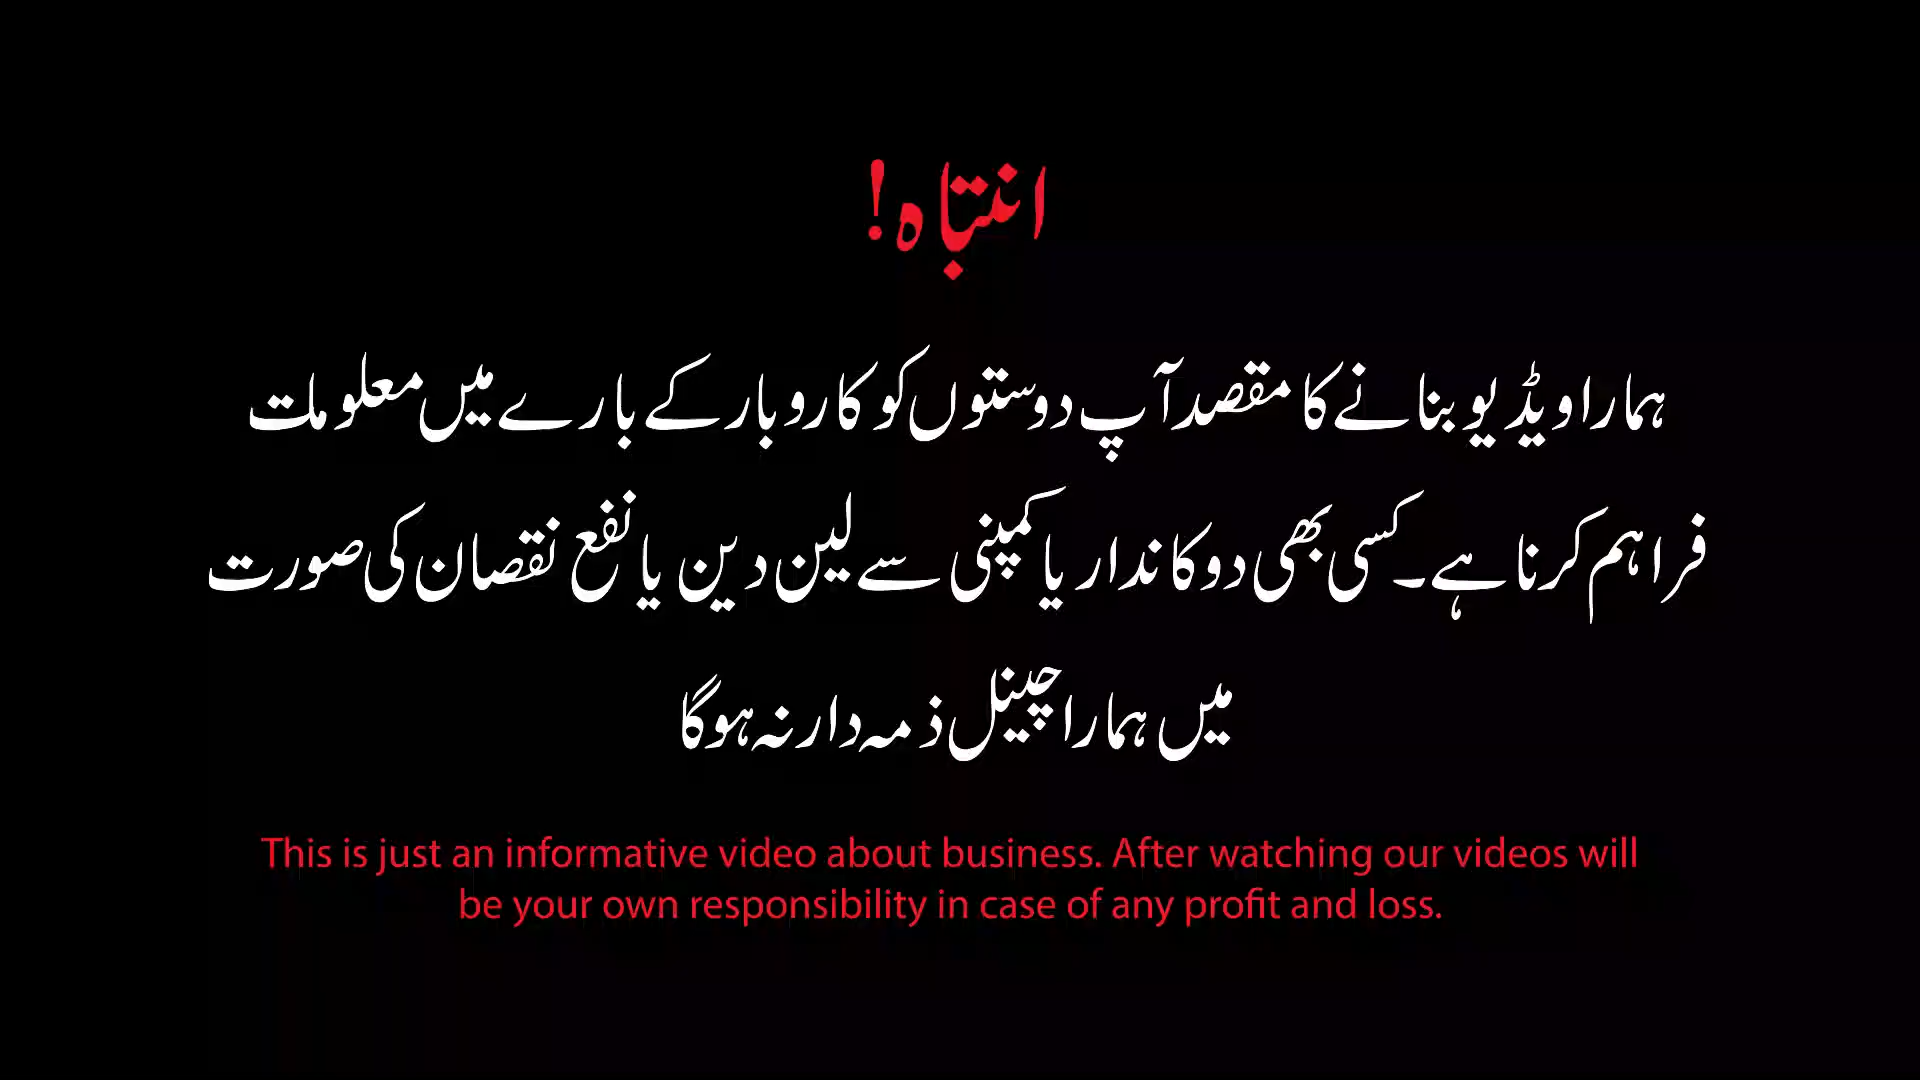 انتباہ!
ہمارا ویڈیو بنانے کا مقصد آپ دوستوں کو کاروبار کے بارے میں معلومات
فراہم کرنا ہے۔ کسی بھی دوکاندار یا کمپنی سے لین دین یا نفع نقصان کی صورت
میں ہمارا چینل ذمہ دار نہ ہوگا
This is just an informative video about business. After watching our videos will
be your own responsibility in case of any profit and loss.